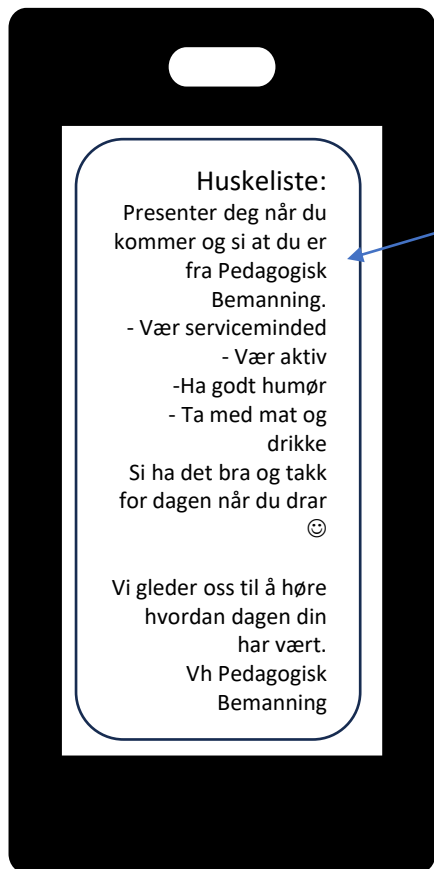 Huskeliste:
Presenter deg når du
kommer og si at du er
fra Pedagogisk
Bemanning.
- Vær serviceminded
- Vær aktiv
-Ha godt humør
- Ta med mat og
drikke
Si ha det bra og takk
for dagen når du drar
☺
Vi gleder oss til å høre
hvordan dagen din
har vært.
Vh Pedagogisk
Bemanning